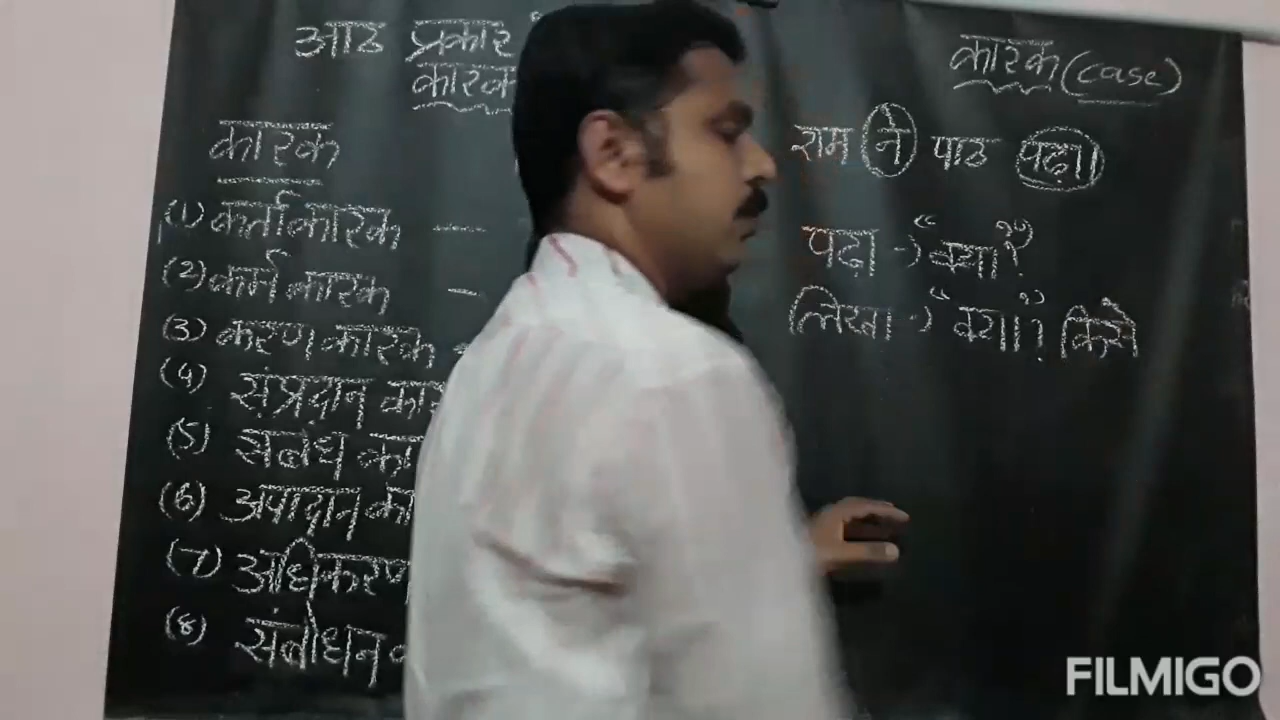 आठ प्रकार
कारक
कारक
(1) कर्ताकारक ----
(2) कर्म कारक --
(3) करण कारक -
(4) संप्रदान् का
(5) संबंध का
(6) अपादान् का
(7) अधिकरण
(8) संबोधन
कारक (case)
राम ने पाठ पढा।
पढ़ा -> "क्या"?
लिखा -> "क्या"? किसे
FILMIGO